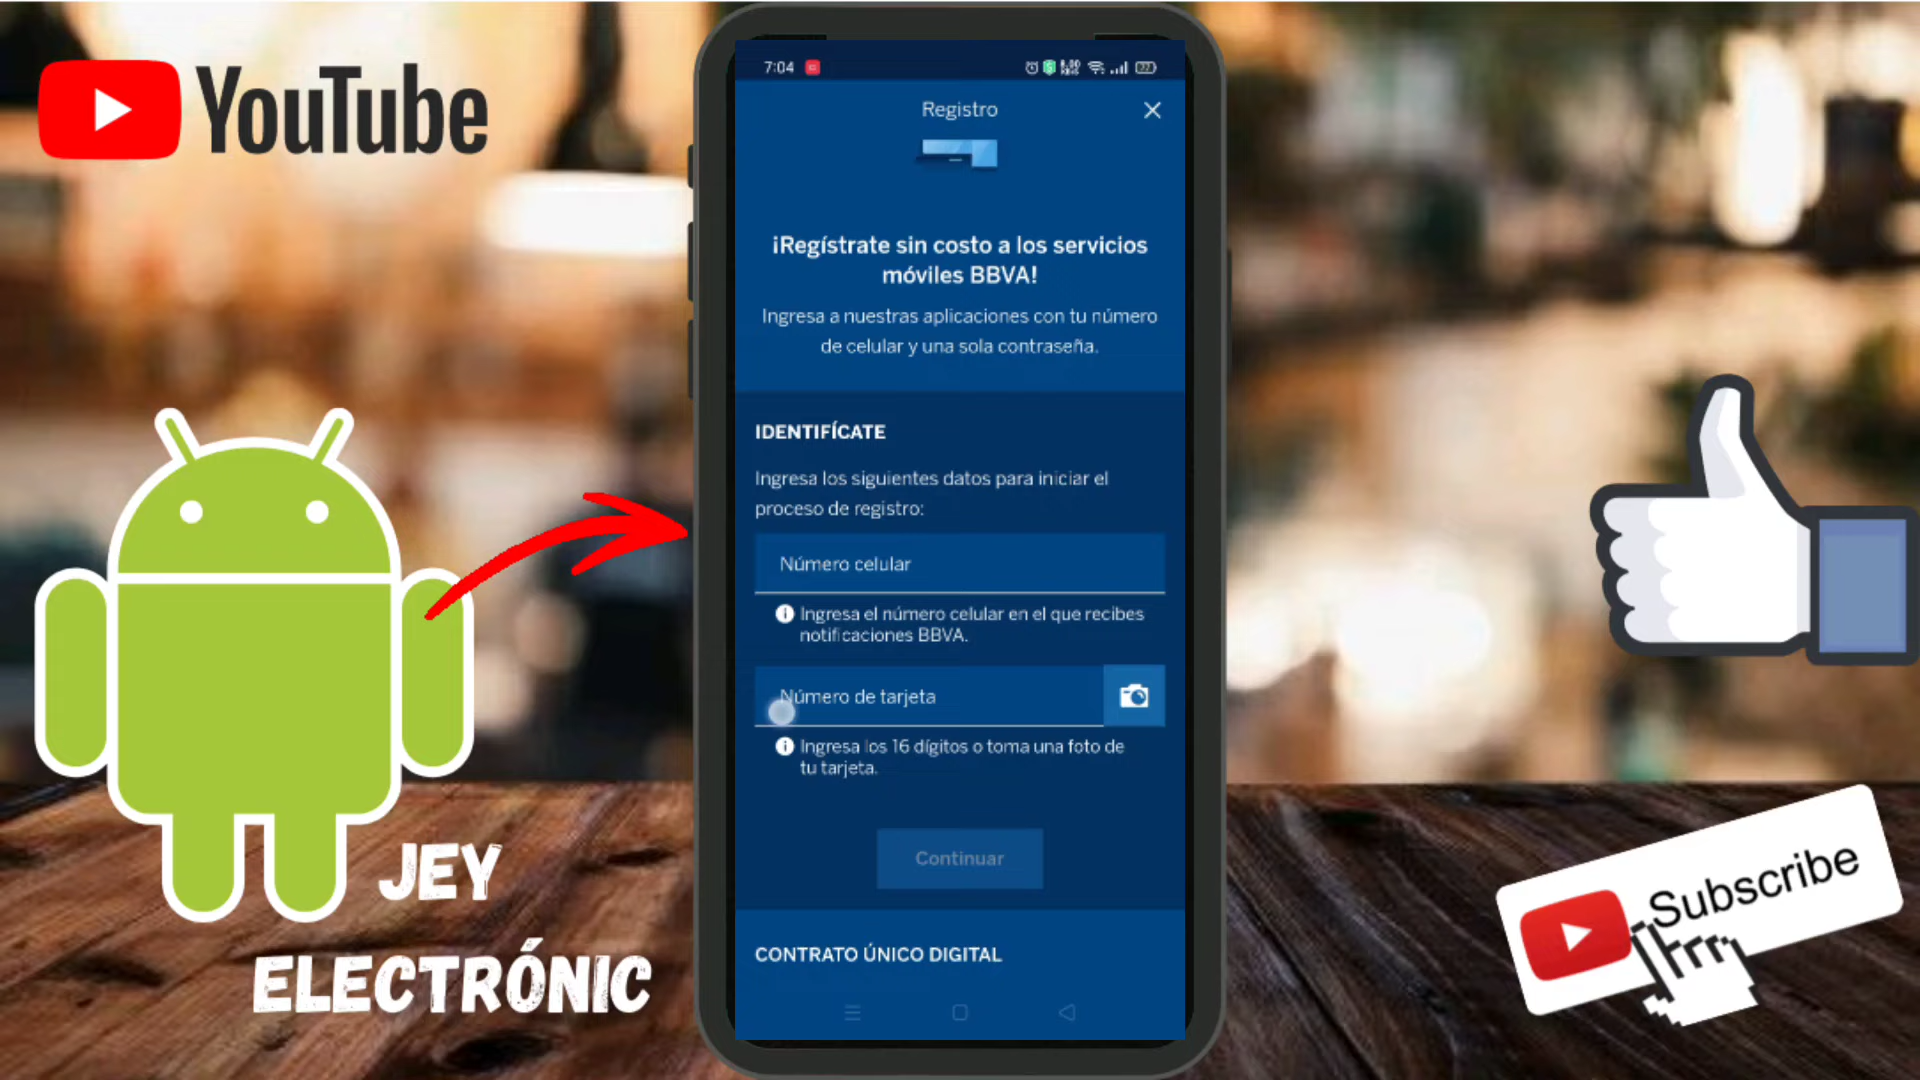 YouTube
7:04
Registro
¡Regístrate sin costo a los servicios
móviles BBVA!
Ingresa a nuestras aplicaciones con tu número
de celular y una sola contraseña.
IDENTIFÍCATE
Ingresa los siguientes datos para iniciar el
proceso de registro:
Número celular
Ingresa el número celular en el que recibes
notificaciones BBVA.
Número de tarjeta
Ingresa los 16 dígitos o toma una foto de
tu tarjeta.
Continuar
CONTRATO ÚNICO DIGITAL
JEY
ELECTRÓNIC
Subscribe